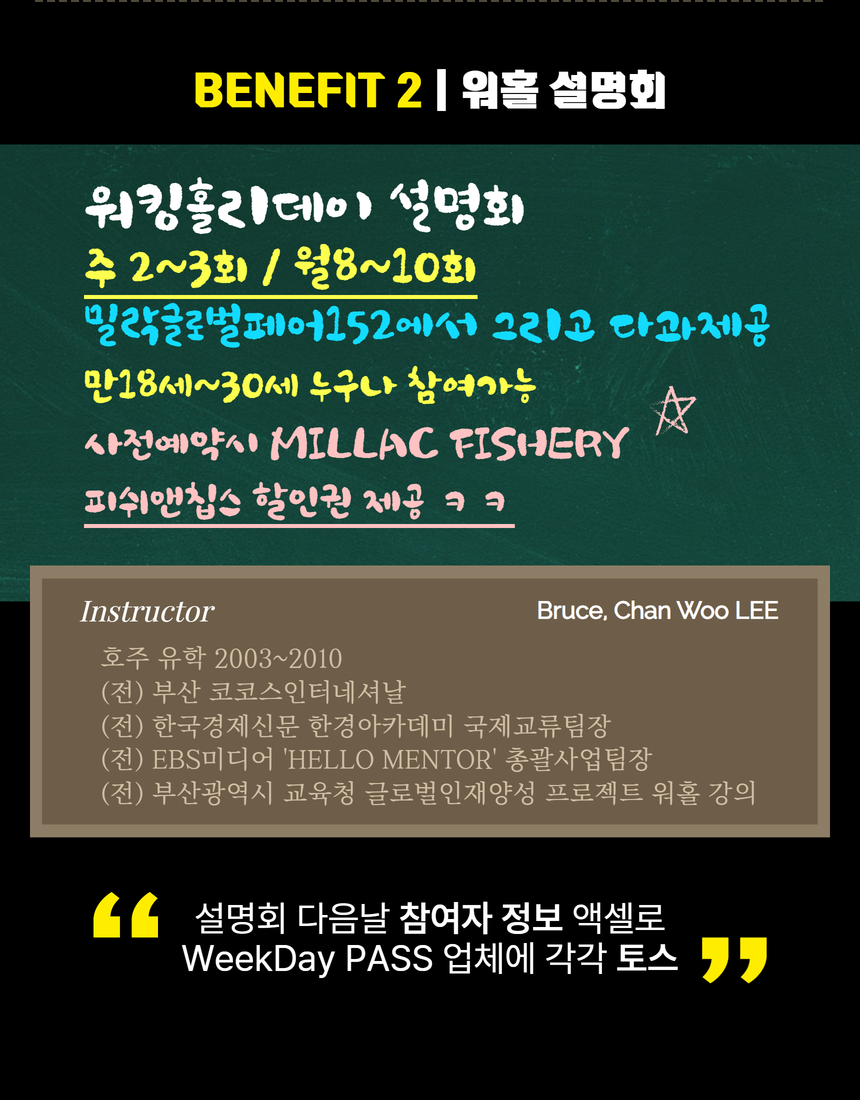 BENEFIT 2 | 워홀 설명회
워킹홀리데이 설명회
주 2~3회 / 월8~10회
밀락글로벌페어152에서 그리고 다과제공
만18세~30세 누구나 참여가능
사전예약시 MILLAC FISHERY
피쉬앤칩스 할인권 제공 ㅋ ㅋ
Instructor
Bruce, Chan Woo LEE
호주 유학 2003~2010
(전) 부산 코코스인터네셔날
(전) 한국경제신문 한경아카데미 국제교류팀장
(전) EBS미디어 'HELLO MENTOR' 총괄사업팀장
(전) 부산광역시 교육청 글로벌인재양성 프로젝트 워홀 강의
“ 설명회 다음날 참여자 정보 액셀로
WeekDay PASS 업체에 각각 토스 ”